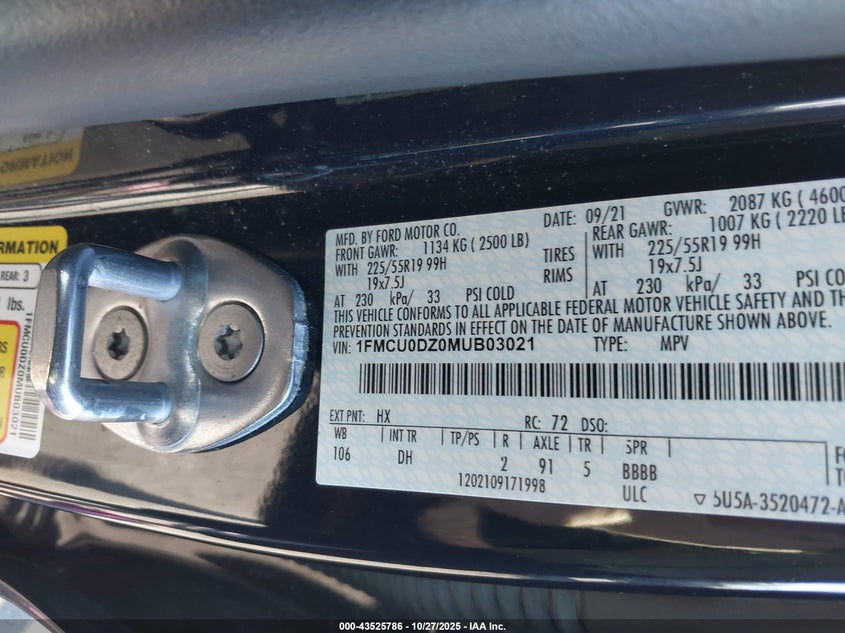 MFD. BY FORD MOTOR CO.
DATE: 09/21 GVWR: 2087 KG ( 4600
FRONT GAWR: 1134 KG ( 2500 LB)
REAR GAWR: 1007 KG ( 2220 LB
WITH 225/55R19 99H TIRES WITH 225/55R19 99H
19x7.5J RIMS 19x7.5J
AT 230 kPa/ 33 PSI COLD AT 230 kPa/ 33 PSI COLD
THIS VEHICLE CONFORMS TO ALL APPLICABLE FEDERAL MOTOR VEHICLE SAFETY AND TH
PREVENTION STANDARDS IN EFFECT ON THE DATE OF MANUFACTURE SHOWN ABOVE.
VIN: 1FMCU0DZ0MUB03021 TYPE: MPV
EXT PNT: HX RC: 72 DSO:
WB INT TR TP/PS R AXLE TR SPR
106 DH 2 91 5 BBBB
1202109171998 ULC
5U5A-3520472-A
FORMATION
REAR: 3
lbs.
1FMCU0DZ0MUB03021
000-43525786 | 10/27/2025 | IAA Inc.